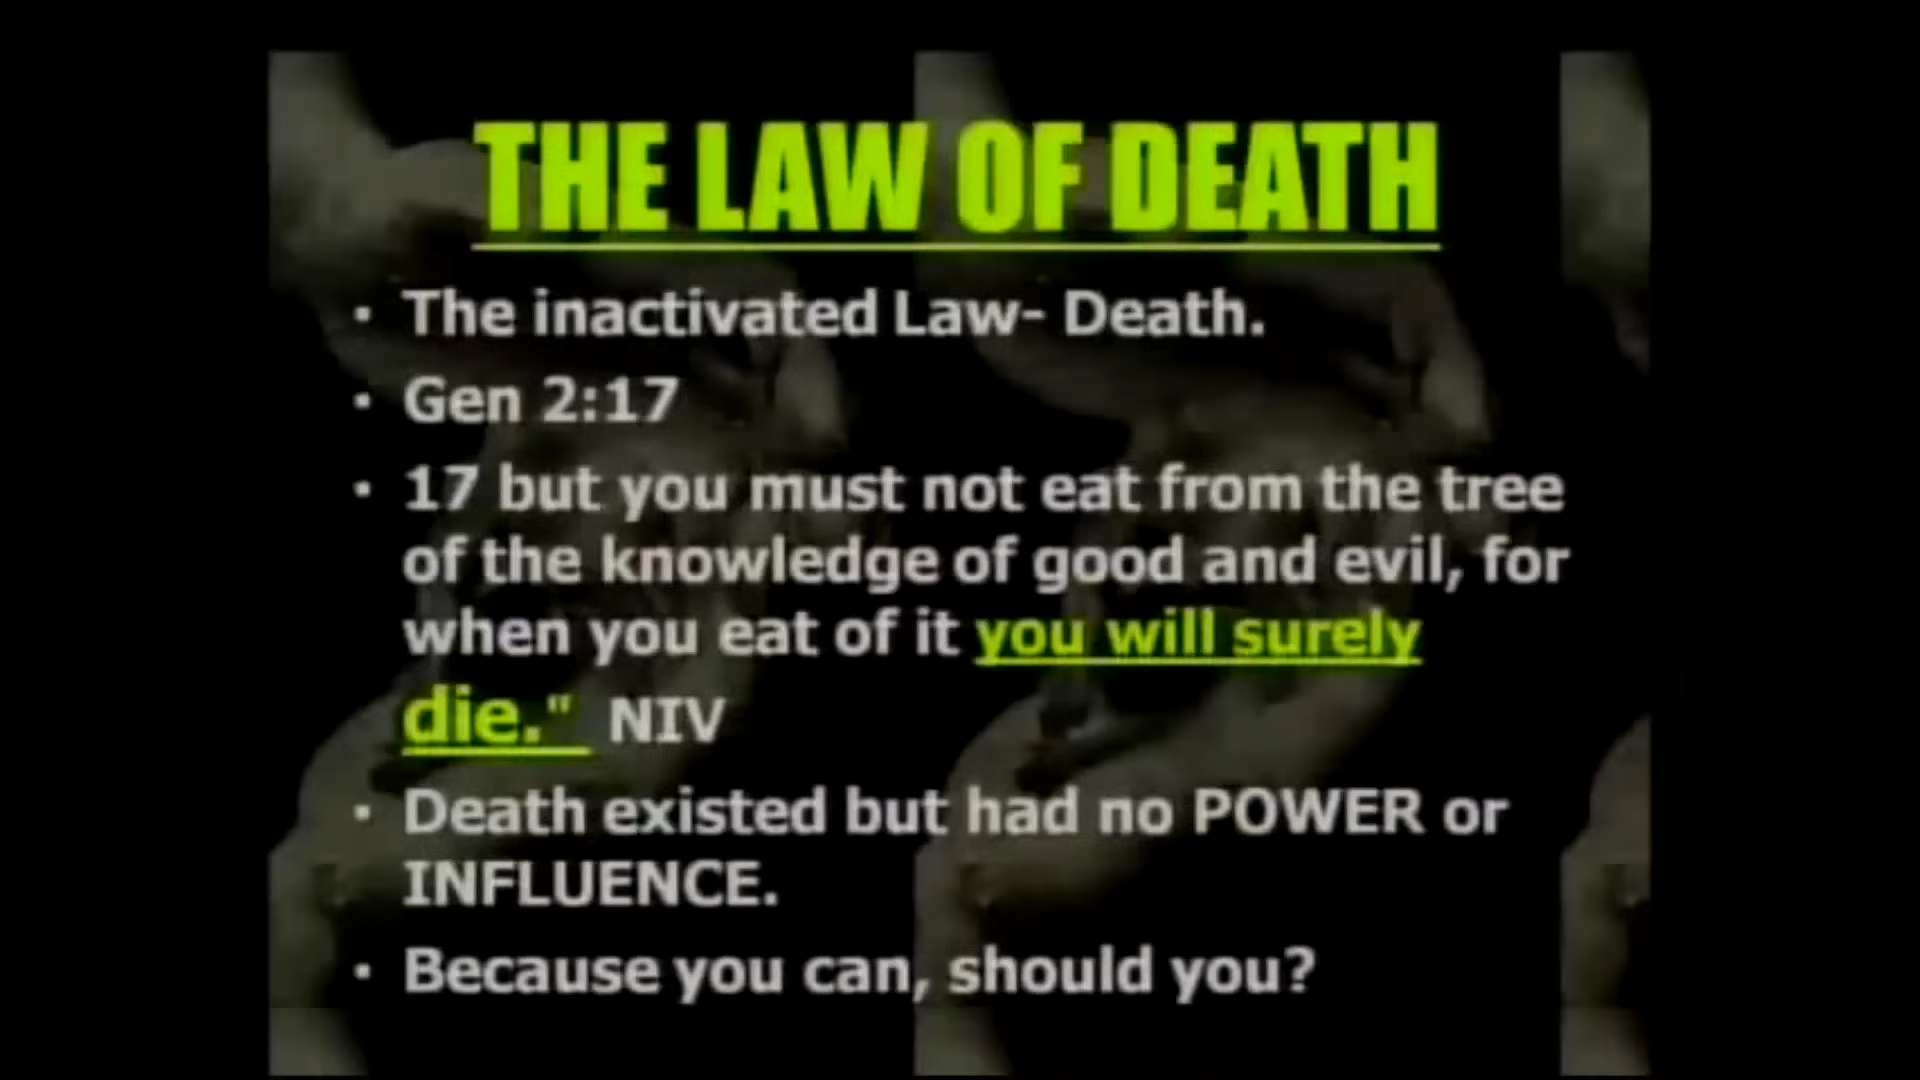 THE LAW OF DEATH
• The inactivated Law- Death.
• Gen 2:17
• 17 but you must not eat from the tree
of the knowledge of good and evil, for
when you eat of it you will surely
die." NIV
• Death existed but had no POWER or
INFLUENCE.
• Because you can, should you?